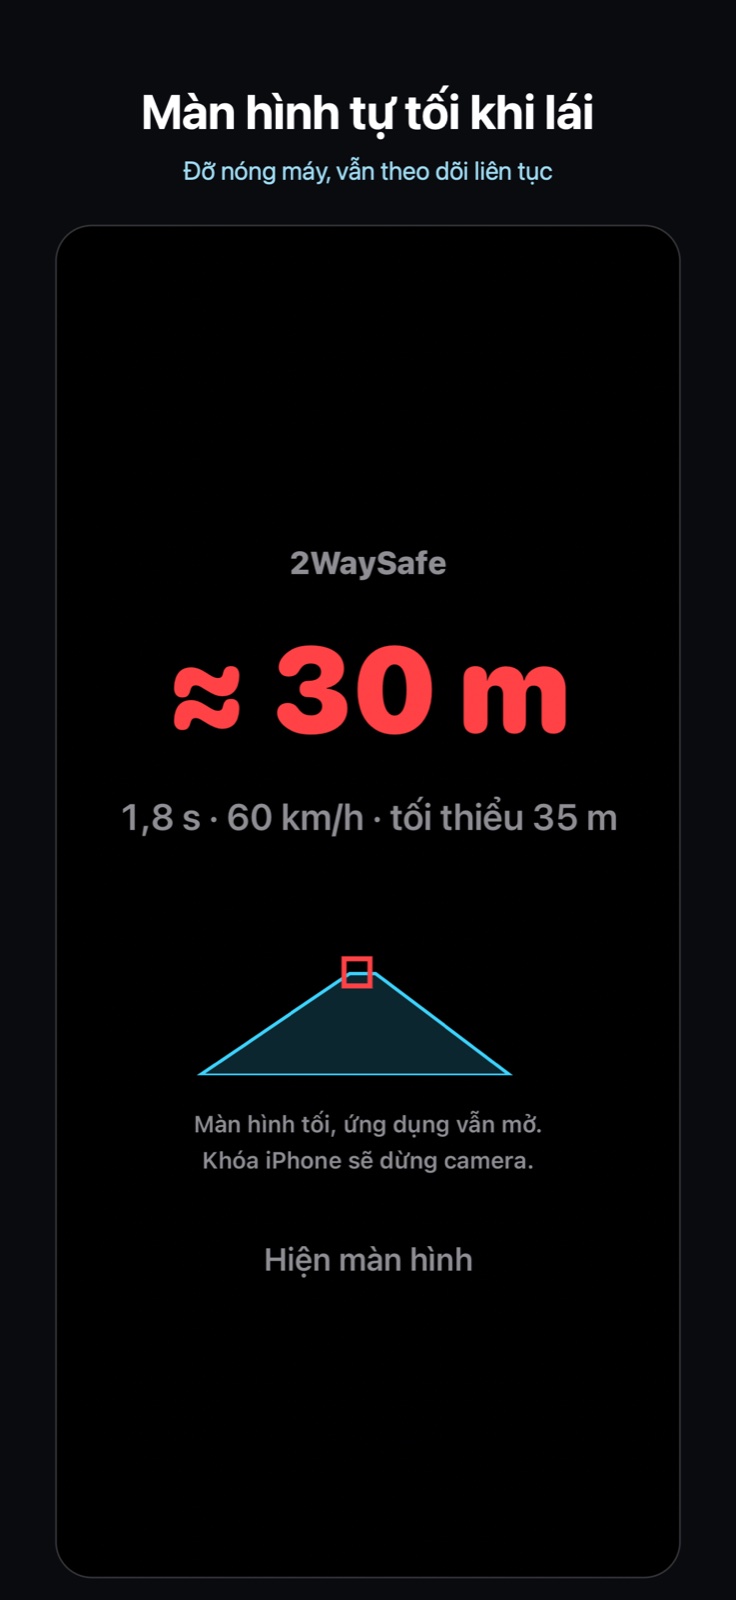 Màn hình tự tối khi lái
Đỡ nóng máy, vẫn theo dõi liên tục
2WaySafe
≈ 30 m
1,8 s · 60 km/h · tối thiểu 35 m
Màn hình tối, ứng dụng vẫn mở.
Khóa iPhone sẽ dừng camera.
Hiện màn hình